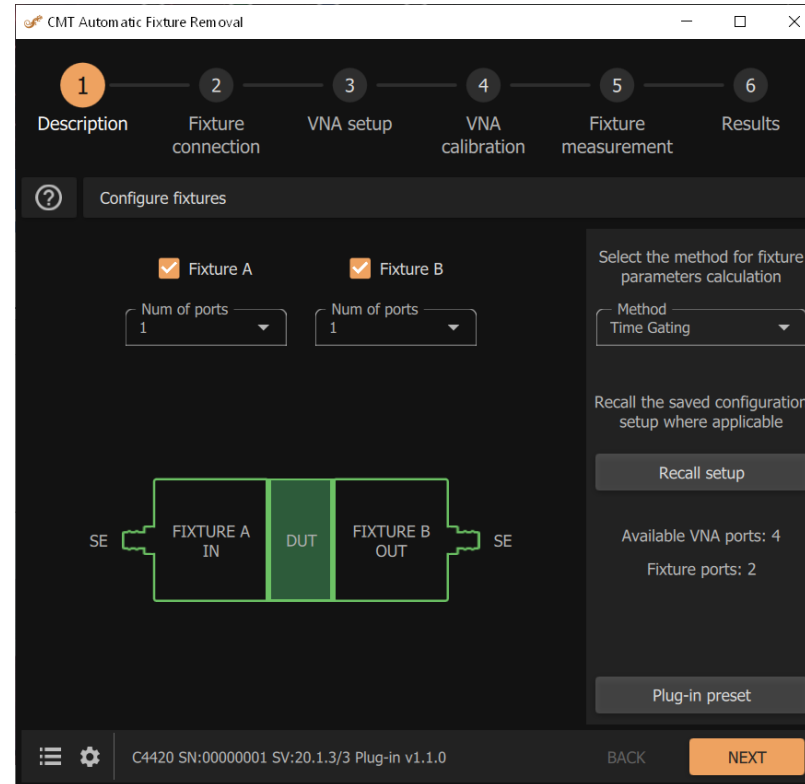 CMT Automatic Fixture Removal
1 2 3 4 5 6
Description Fixture connection VNA setup VNA calibration Fixture measurement Results
Configure fixtures
Fixture A Fixture B
Num of ports
1
Num of ports
1
FIXTURE A
IN
DUT
FIXTURE B
OUT
SE
SE
Select the method for fixture
parameters calculation
Method
Time Gating
Recall the saved configuration
setup where applicable
Recall setup
Available VNA ports: 4
Fixture ports: 2
Plug-in preset
C4420 SN:00000001 SV:20.1.3/3 Plug-in v1.1.0
BACK
NEXT